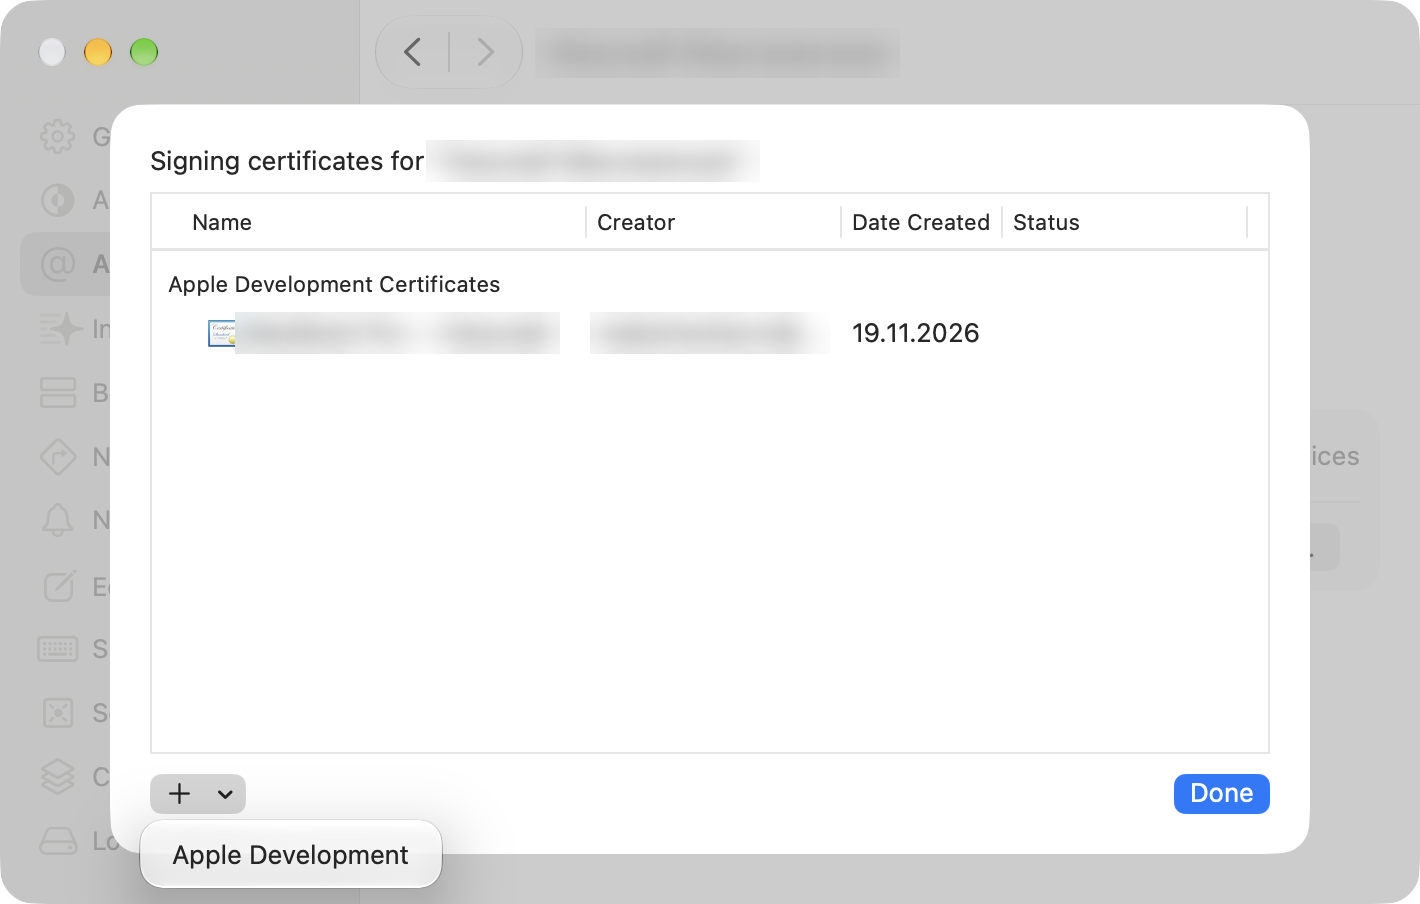 Signing certificates for
Name Creator Date Created Status
Apple Development Certificates
19.11.2026
ices
Done
Apple Development